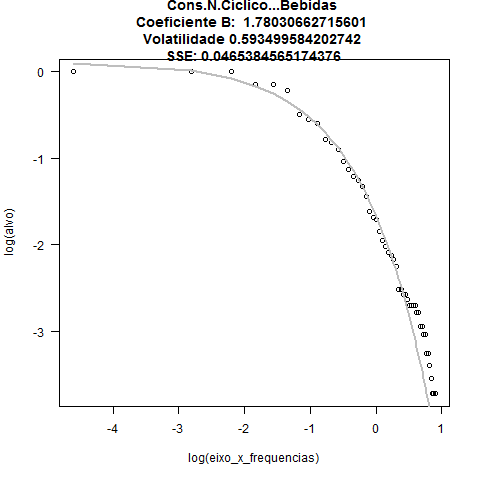 Cons.N.Ciclico...Bebidas
Coeficiente B: 1.78030662715601
Volatilidade 0.593499584202742
SSE: 0.0465384565174376
log(alvo)
0
-1
-2
-3
-4
-3
-2
-1
0
1
log(eixo_x_frequencias)